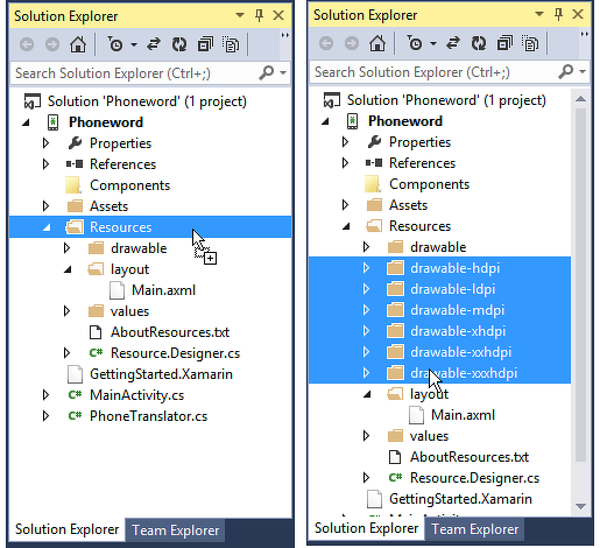 Solution Explorer
Search Solution Explorer (Ctrl+;)
Solution 'Phoneword' (1 project)
Phoneword
Properties
References
Components
Assets
Resources
drawable
layout
Main.axml
values
AboutResources.txt
C# Resource.Designer.cs
GettingStarted.Xamarin
C# MainActivity.cs
C# PhoneTranslator.cs
Solution Explorer Team Explorer
Solution Explorer
Search Solution Explorer (Ctrl+;)
Solution 'Phoneword' (1 project)
Phoneword
Properties
References
Components
Assets
Resources
drawable
drawable-hdpi
drawable-ldpi
drawable-mdpi
drawable-xhdpi
drawable-xxhdpi
drawable-xxxhdpi
layout
Main.axml
values
AboutResources.txt
C# Resource.Designer.cs
GettingStarted.Xamarin
Solution Explorer Team Explorer